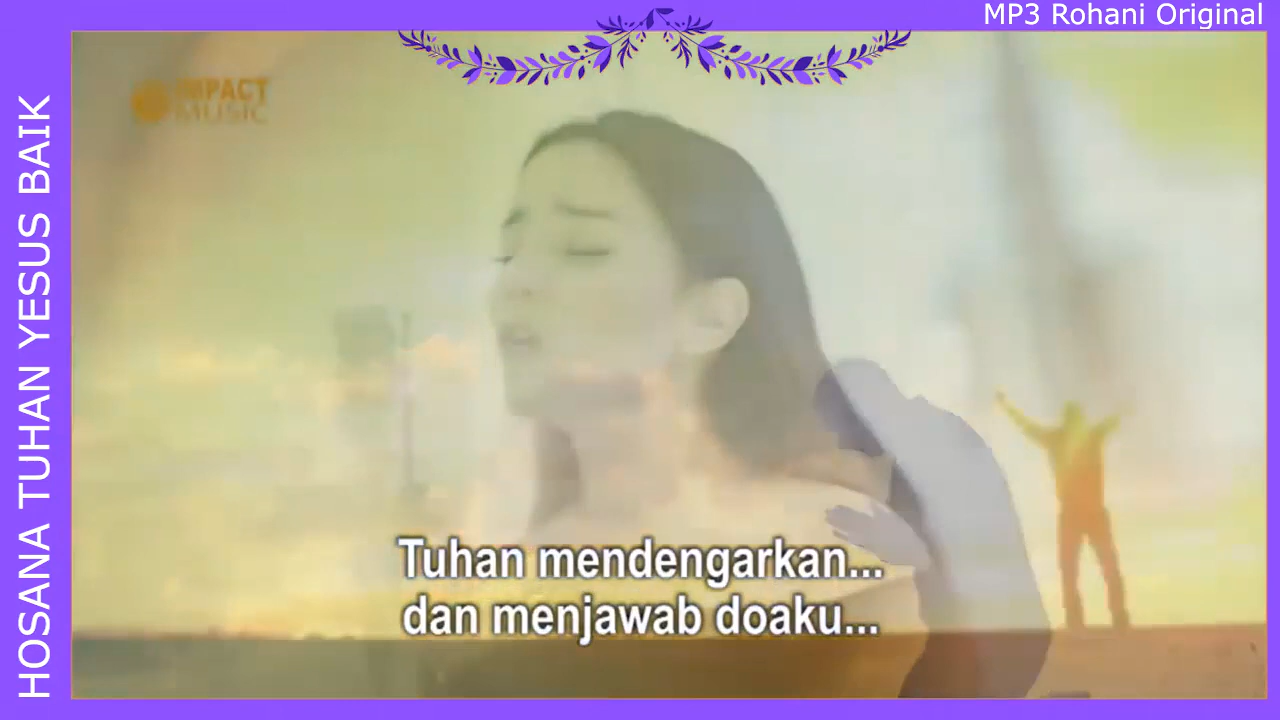 MP3 Rohani Original
HOSANA TUHAN YESUS BAIK
IMPACT
MUSIC
Tuhan mendengarkan...
dan menjawab doaku...